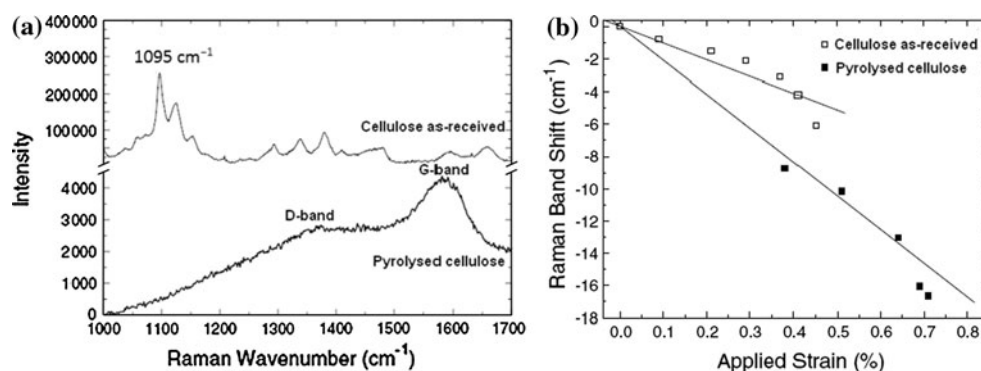 (a)
400000
350000
300000
200000
100000
4000
3000
2000
1000
0
Intensity
1095 cm⁻¹
Cellulose as-received
G-band
D-band
Pyrolysed cellulose
1000 1100 1200 1300 1400 1500 1600 1700
Raman Wavenumber (cm⁻¹)
(b)
0
-2
-4
-6
-8
-10
-12
-14
-16
-18
Raman Band Shift (cm⁻¹)
Cellulose as-received
Pyrolysed cellulose
0.0 0.1 0.2 0.3 0.4 0.5 0.6 0.7 0.8
Applied Strain (%)